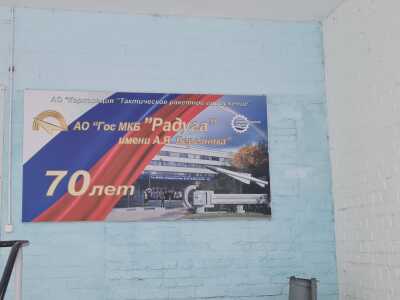 АО "Корпорация "Тактическое ракетное вооружение"
АО "Гос МКБ "Радуга"
имени А.Я. Березняка"
70 лет